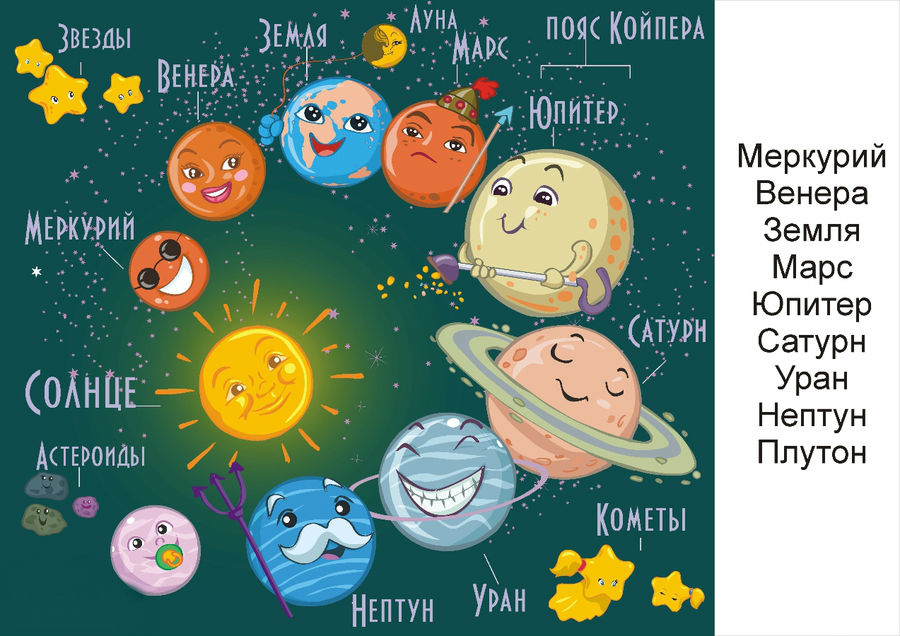 Звезды
Земля
Луна
Марс
пояс Койпера
Венера
Юпитер
Меркурий
Сатурн
Солнце
Астероиды
Кометы
Уран
Нептун
Меркурий
Венера
Земля
Марс
Юпитер
Сатурн
Уран
Нептун
Плутон